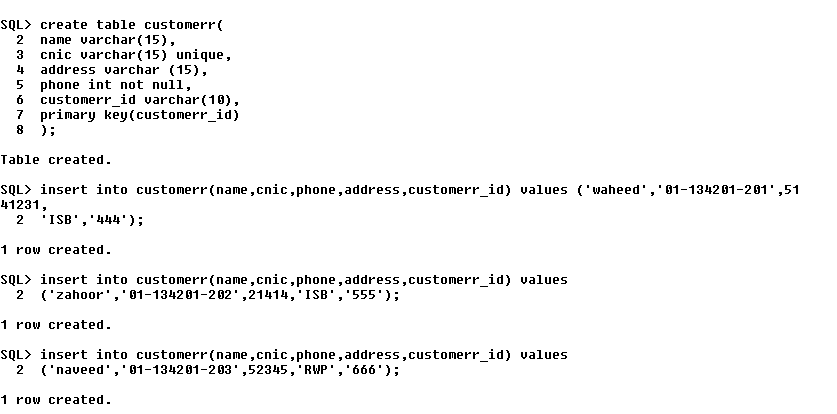 SQL> create table customerr(
  2  name varchar(15),
  3  cnic varchar(15) unique,
  4  address varchar (15),
  5  phone int not null,
  6  customerr_id varchar(10),
  7  primary key(customerr_id)
  8  );
Table created.
SQL> insert into customerr(name,cnic,phone,address,customerr_id) values ('waheed','01-134201-201',51
41231,
  2  'ISB','444');
1 row created.
SQL> insert into customerr(name,cnic,phone,address,customerr_id) values
  2  ('zahoor','01-134201-202',21414,'ISB','555');
1 row created.
SQL> insert into customerr(name,cnic,phone,address,customerr_id) values
  2  ('naveed','01-134201-203',52345,'RWP','666');
1 row created.